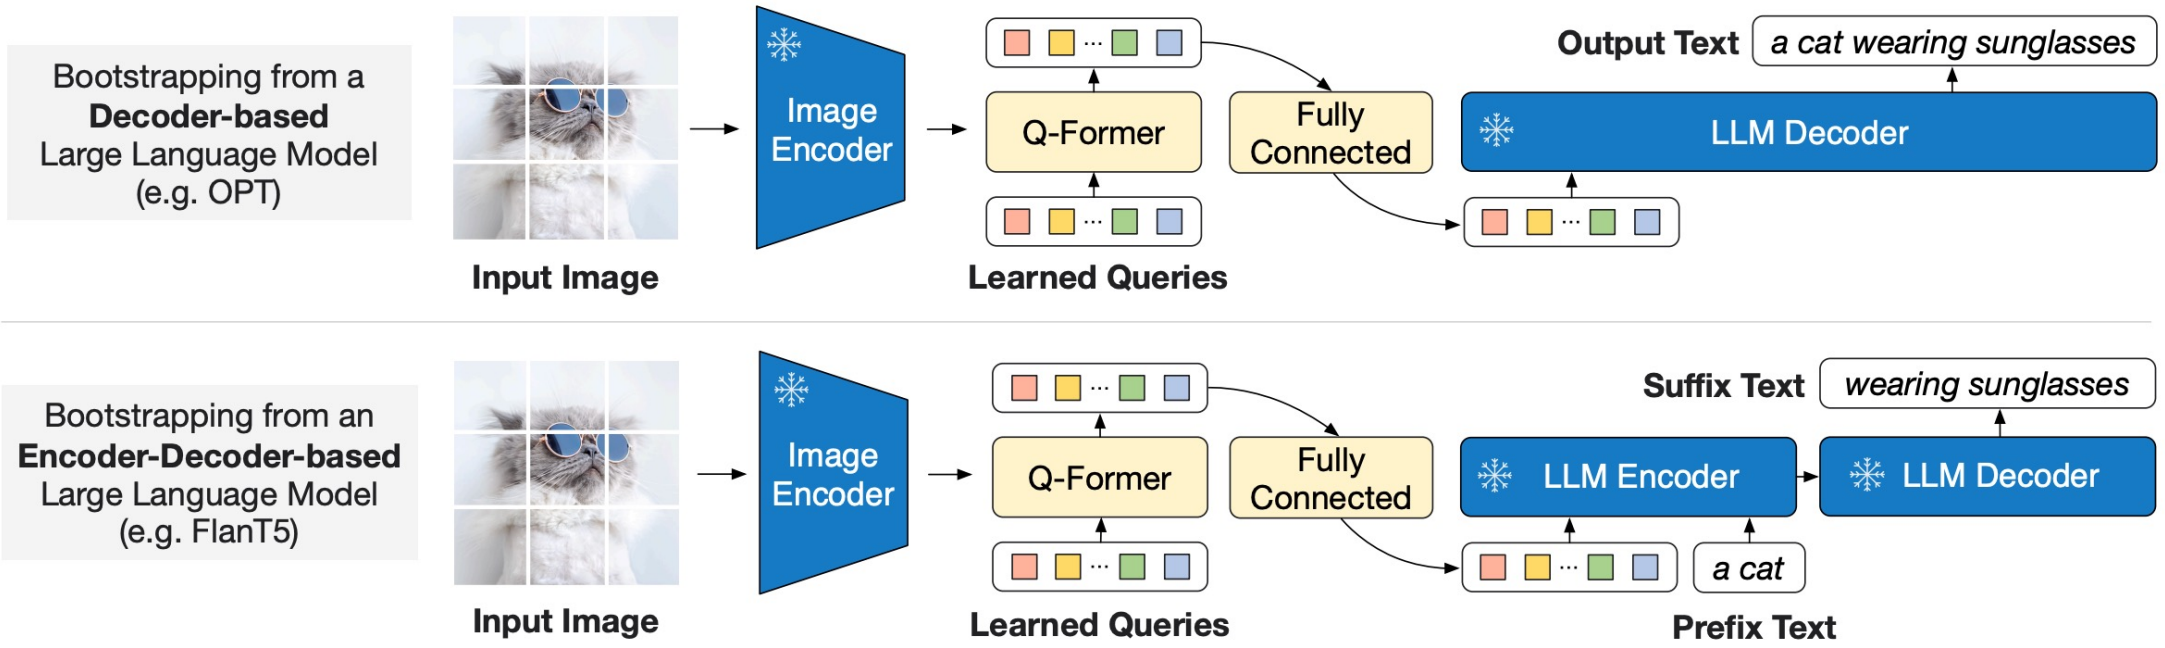 Bootstrapping from a
Decoder-based
Large Language Model
(e.g. OPT)
Input Image
Image
Encoder
...
Q-Former
...
Learned Queries
Fully
Connected
Output Text
a cat wearing sunglasses
LLM Decoder
...
Bootstrapping from an
Encoder-Decoder-based
Large Language Model
(e.g. FlanT5)
Input Image
Image
Encoder
...
Q-Former
...
Learned Queries
Fully
Connected
Suffix Text
wearing sunglasses
LLM Encoder
LLM Decoder
...
a cat
Prefix Text